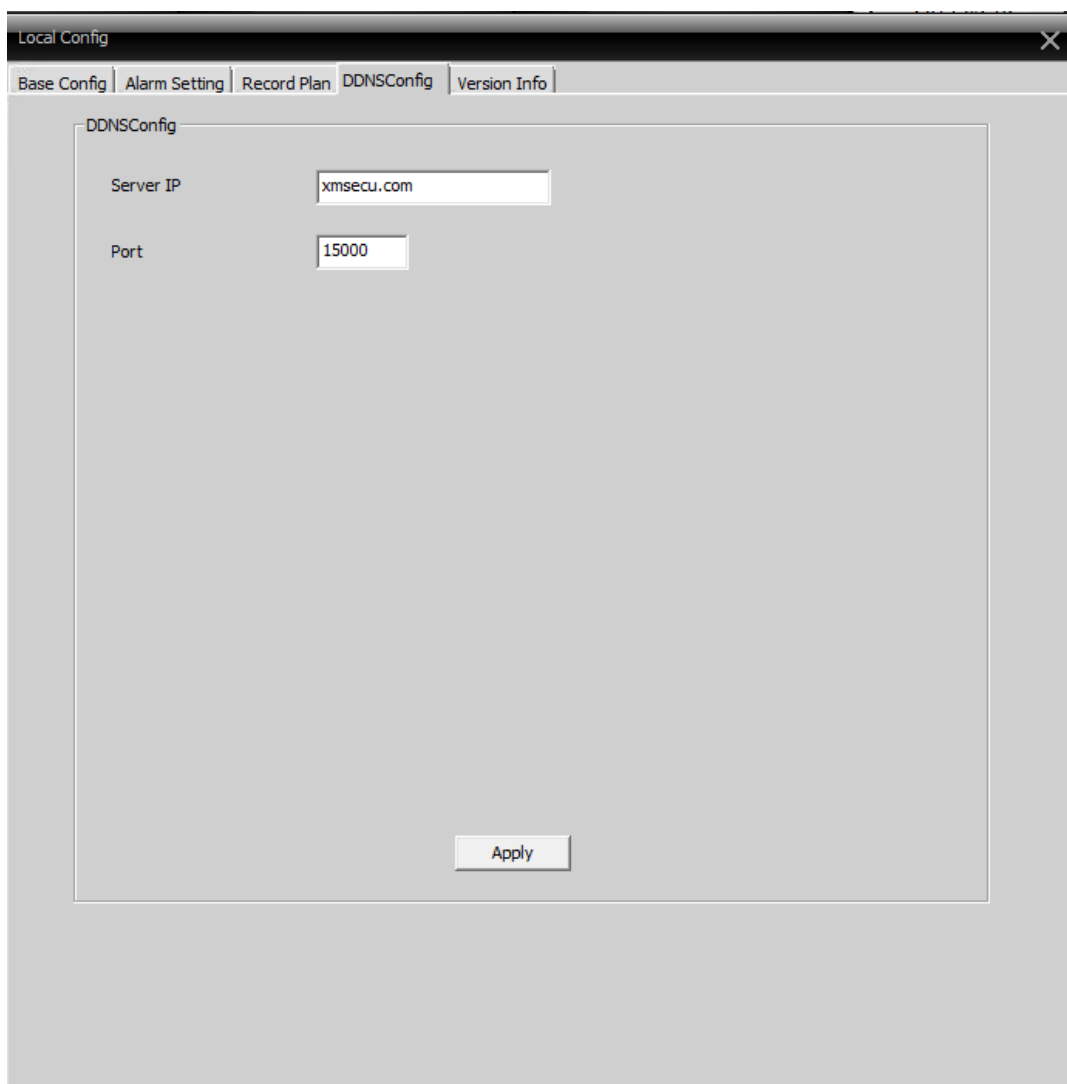 Local Config
Base Config Alarm Setting Record Plan DDNSConfig Version Info
DDNSConfig
Server IP xmsecu.com
Port 15000
Apply